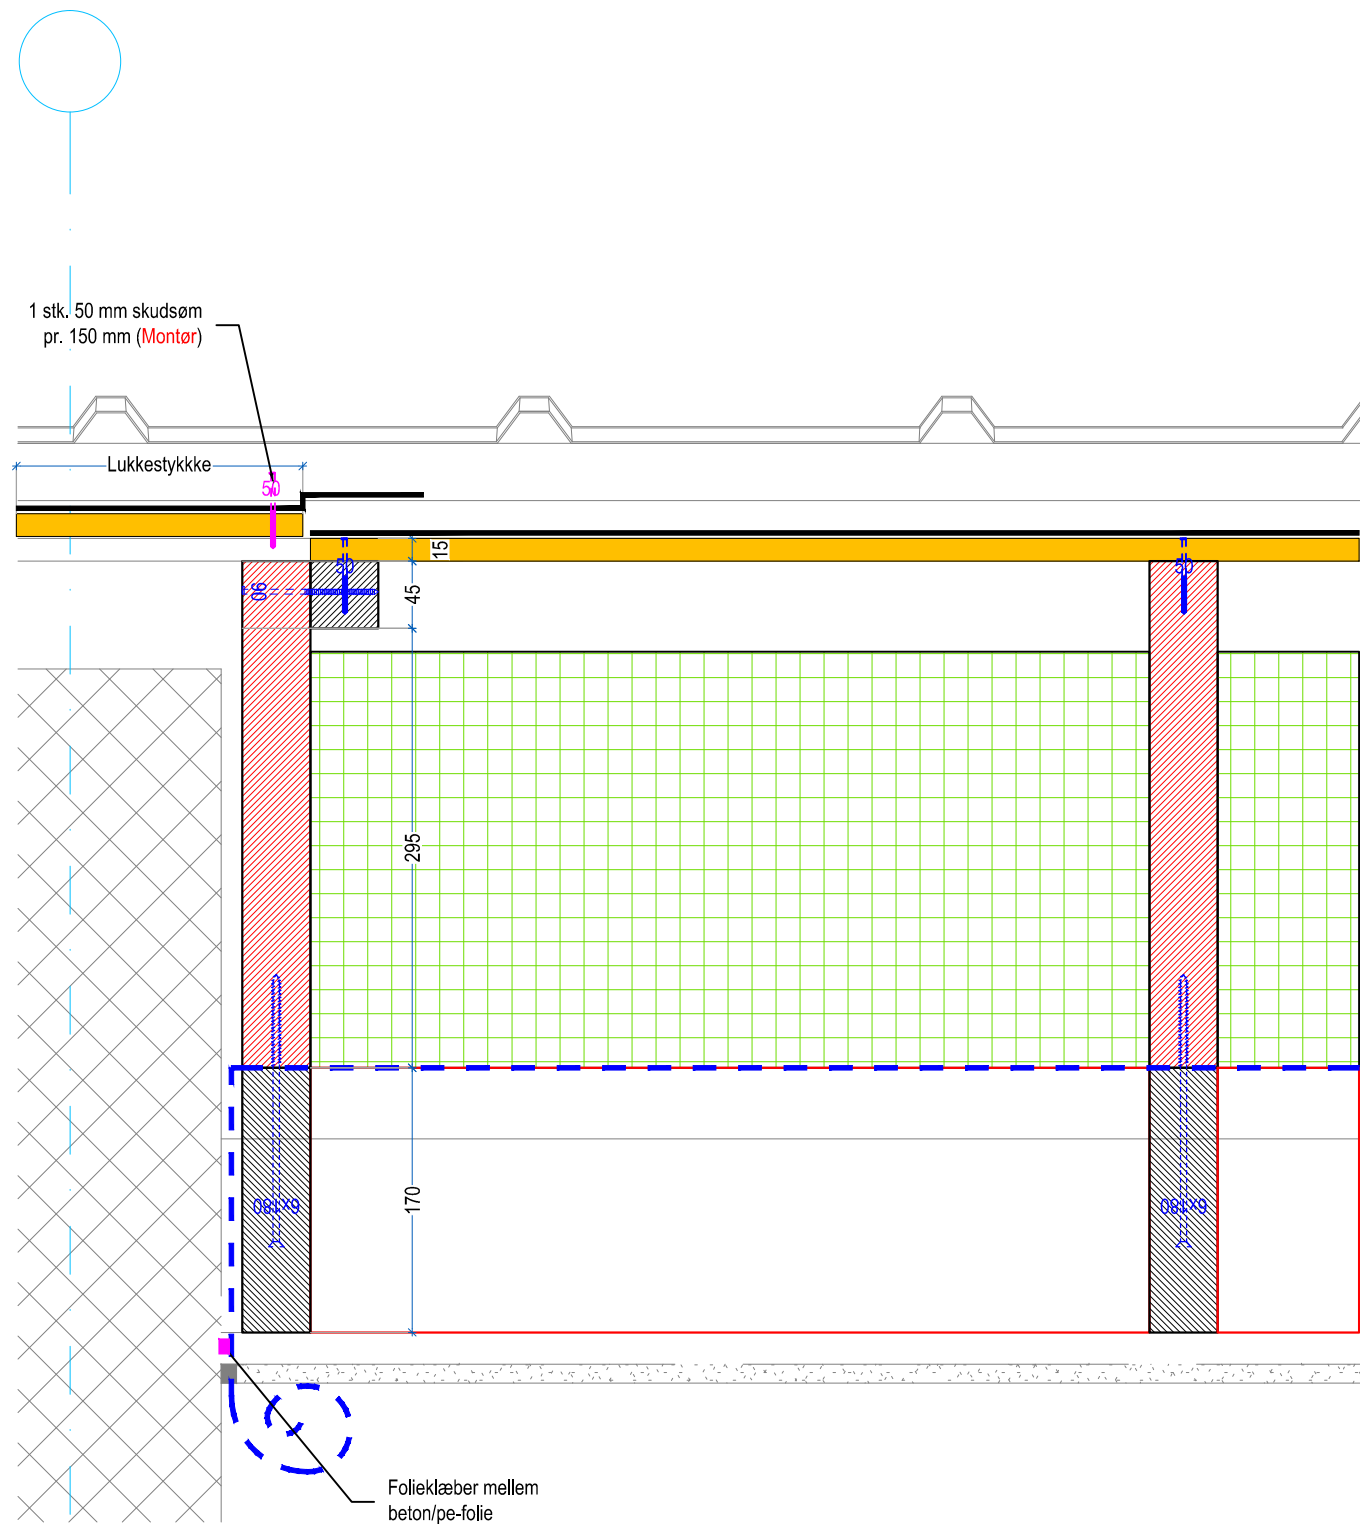 1 stk. 50 mm skudsøm
pr. 150 mm (Montør)
Lukkestykkke
50
15
50
50
90
45
295
6x180
6x180
170
Folieklæber mellem
beton/pe-folie